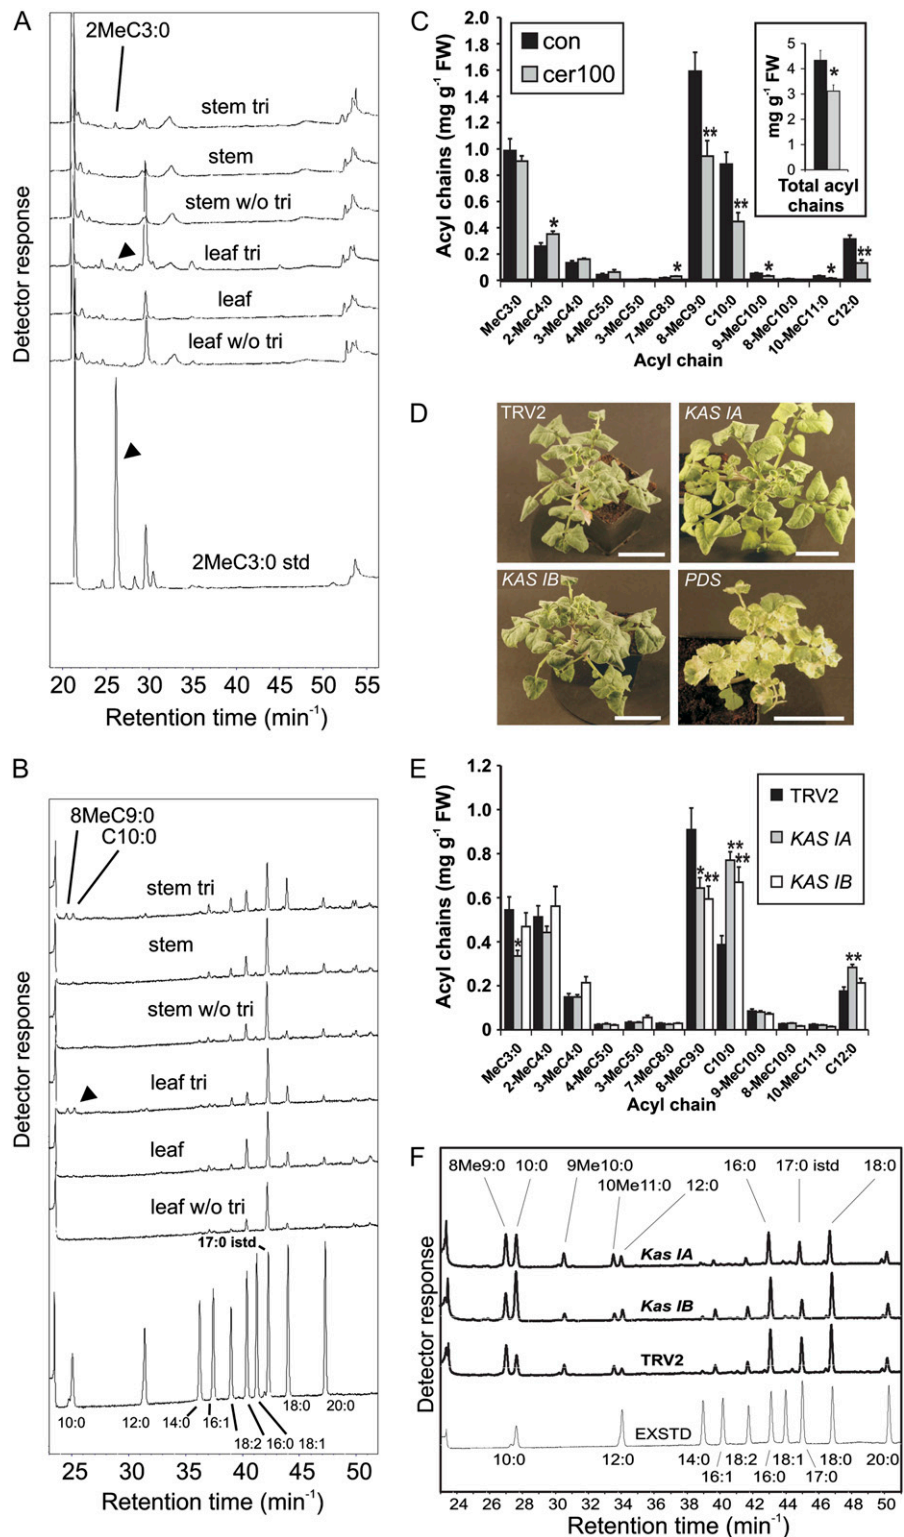 A
2MeC3:0
stem tri
stem
stem w/o tri
leaf tri
leaf
leaf w/o tri
2MeC3:0 std
Detector response
20 25 30 35 40 45 50 55
Retention time (min-1)
B
8MeC9:0
C10:0
stem tri
stem
stem w/o tri
leaf tri
leaf
leaf w/o tri
17:0 istd
Detector response
10:0 12:0 14:0 16:1 18:2 16:0 18:1 18:0 20:0
25 30 35 40 45 50
Retention time (min-1)
C
con
cer100
Acyl chains (mg g-1 FW)
2.0
1.8
1.6
1.4
1.2
1.0
0.8
0.6
0.4
0.2
0
* * ** ** * * **
MeC3:0 2-MeC4:0 3-MeC4:0 4-MeC5:0 3-MeC5:0 7-MeC8:0 8-MeC9:0 C10:0 9-MeC10:0 8-MeC10:0 10-MeC11:0 C12:0
Acyl chain
mg g-1 FW
5
4
3
2
1
0
*
Total acyl
chains
D
TRV2
KAS IA
KAS IB
PDS
E
TRV2
KAS IA
KAS IB
Acyl chains (mg g-1 FW)
1.2
1.0
0.8
0.6
0.4
0.2
0
* * ** ** ** **
MeC3:0 2-MeC4:0 3-MeC4:0 4-MeC5:0 3-MeC5:0 7-MeC8:0 8-MeC9:0 C10:0 9-MeC10:0 8-MeC10:0 10-MeC11:0 C12:0
Acyl chain
F
8Me9:0 10:0 9Me10:0 10Me11:0 12:0 16:0 17:0 istd 18:0
Kas IA
Kas IB
TRV2
EXSTD
Detector response
10:0 12:0 14:0 16:1 18:2 16:0 18:1 17:0 18:0 20:0
24 26 28 30 32 34 36 38 40 42 44 46 48 50
Retention time (min-1)